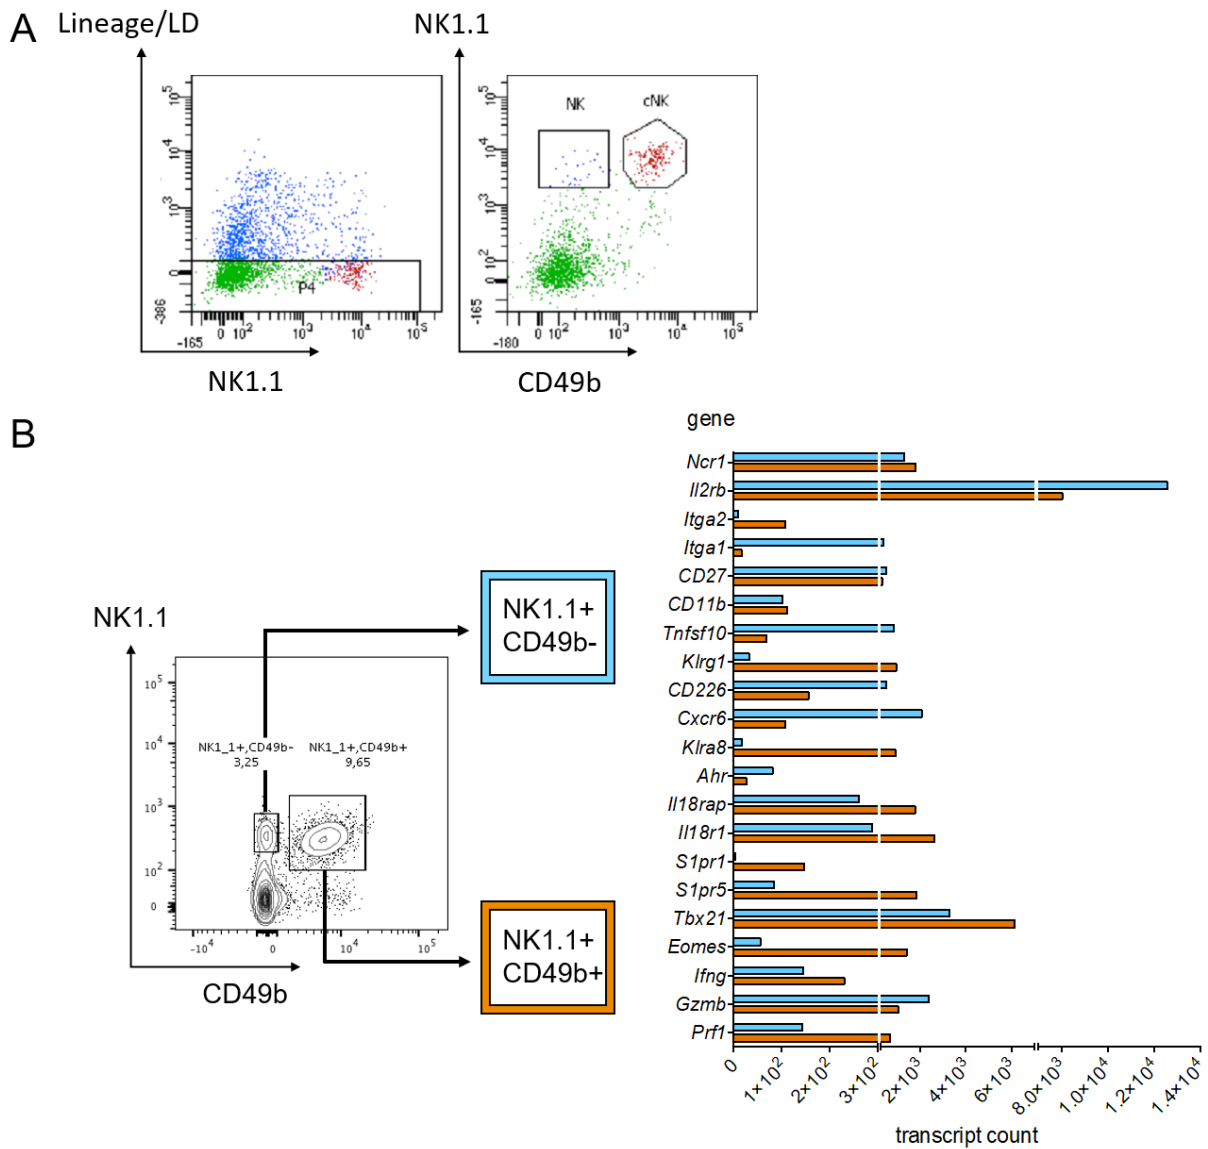 A
Lineage/LD
NK1.1
10^5
10^4
10^3
0
-386
P4
-165
0 10^2 10^3 10^4 10^5
NK1.1
10^5
10^4
10^3
10^2
0
-165
NK
cNK
-180
0 10^2 10^3 10^4 10^5
CD49b
B
NK1.1
10^5
10^4
10^3
10^2
0
NK1_1+,CD49b-
3,25
NK1_1+,CD49b+
9,65
-10^4 0 10^4 10^5
CD49b
NK1.1+
CD49b-
NK1.1+
CD49b+
gene
Ncr1
Il2rb
Itga2
Itga1
CD27
CD11b
Tnfsf10
Klrg1
CD226
Cxcr6
Klra8
Ahr
Il18rap
Il18r1
S1pr1
S1pr5
Tbx21
Eomes
Ifng
Gzmb
Prf1
0
1×10^2
2×10^2
3×10^2
2×10^3
4×10^3
6×10^3
8.0×10^3
1.0×10^4
1.2×10^4
1.4×10^4
transcript count